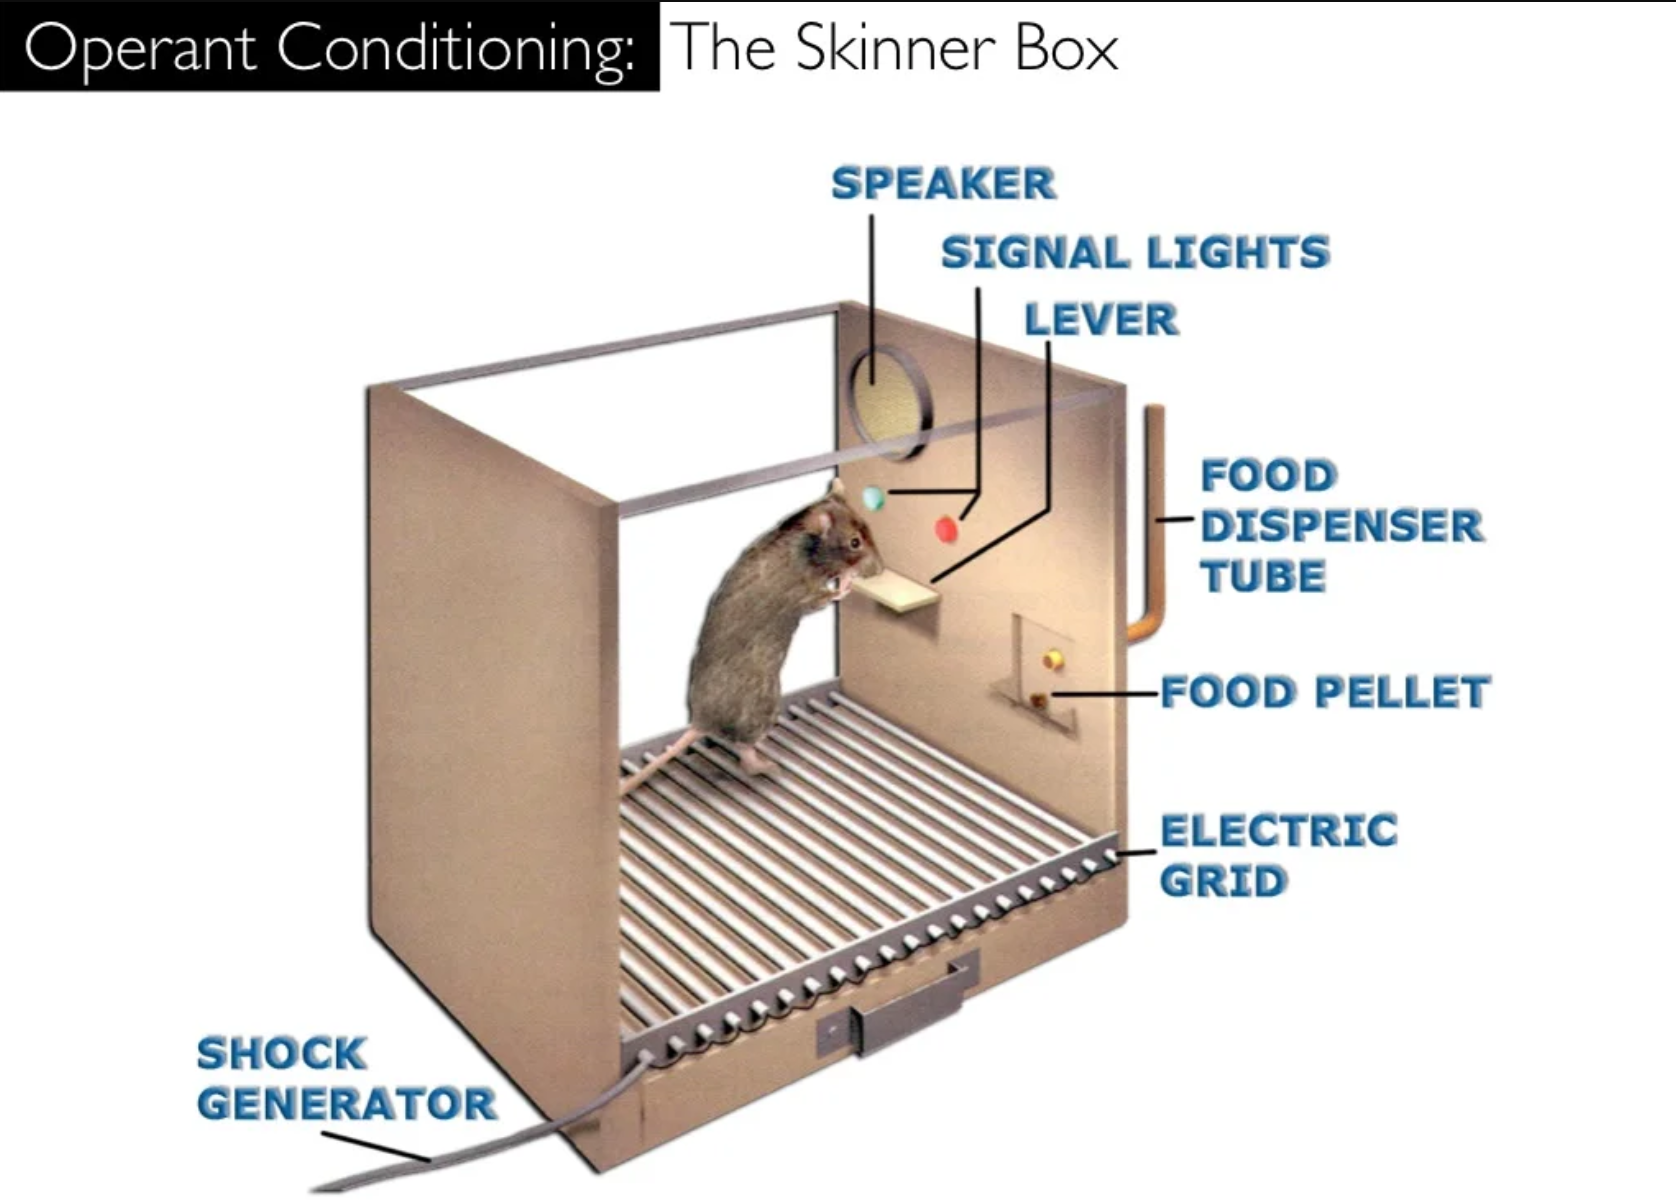 Operant Conditioning: The Skinner Box
SPEAKER
SIGNAL LIGHTS
LEVER
FOOD
DISPENSER
TUBE
FOOD PELLET
ELECTRIC
GRID
SHOCK
GENERATOR